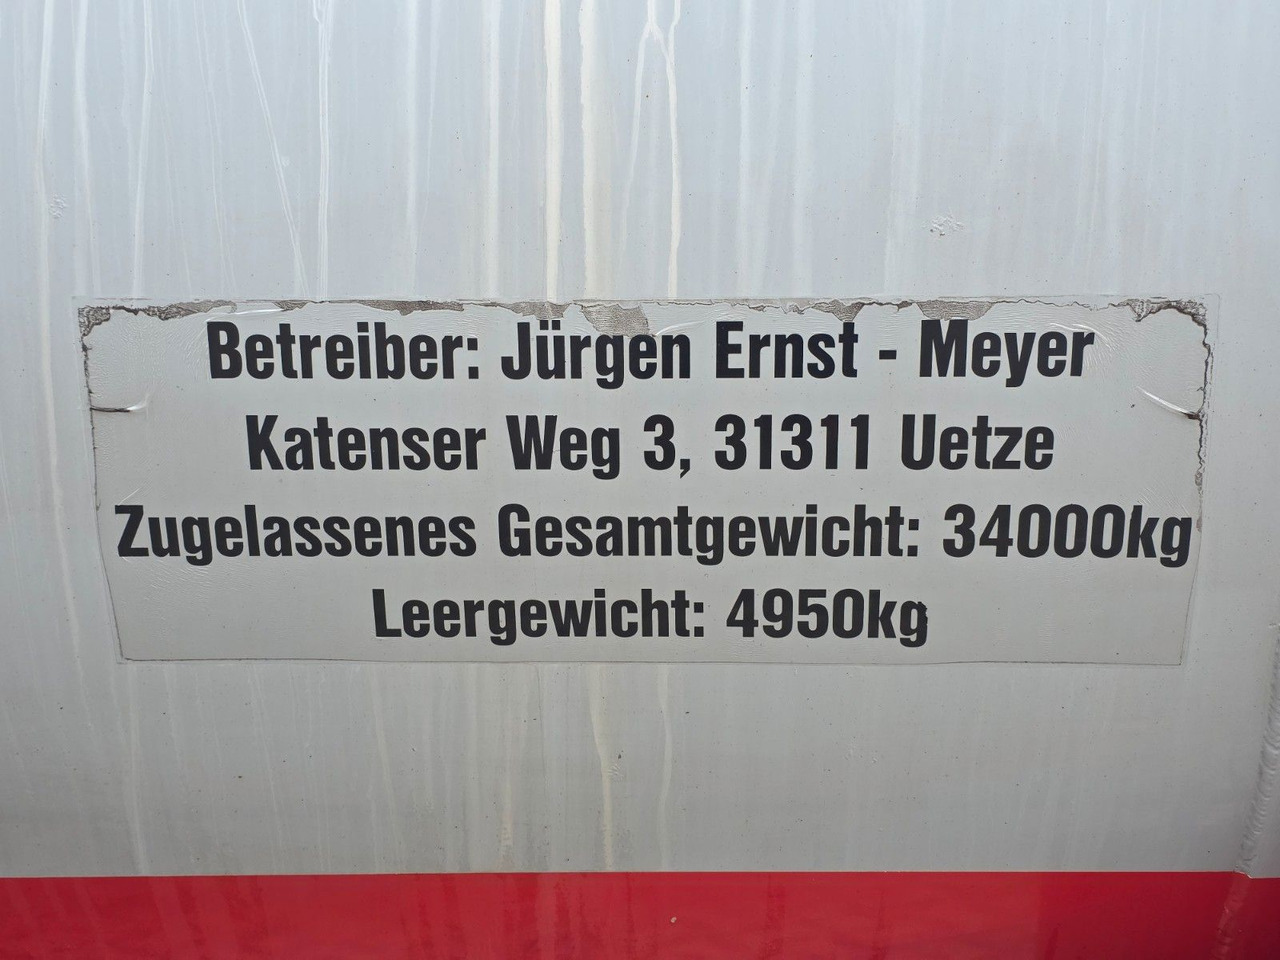 Betreiber: Jürgen Ernst - Meyer
Katenser Weg 3, 31311 Uetze
Zugelassenes Gesamtgewicht: 34000kg
Leergewicht: 4950kg